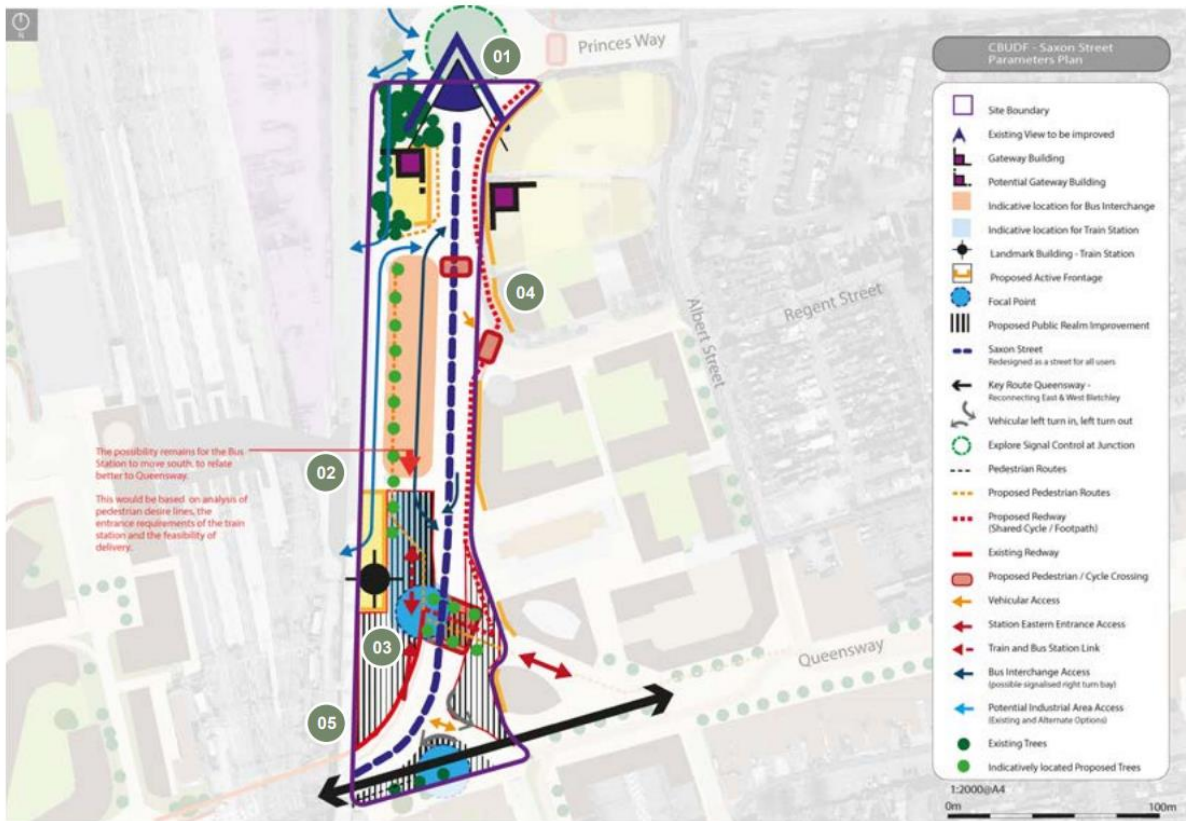 N
01
Princes Way
04
Albert Street
Regent Street
The possibility remains for the Bus
Station to move south, to relate
better to Queensway.
This would be based on analysis of
pedestrian desire lines, the
entrance requirements of the train
station and the feasibility of
delivery.
02
03
Queensway
05
CBUDF - Saxon Street
Parameters Plan
Site Boundary
Existing View to be improved
Gateway Building
Potential Gateway Building
Indicative location for Bus Interchange
Indicative location for Train Station
Landmark Building - Train Station
Proposed Active Frontage
Focal Point
Proposed Public Realm Improvement
Saxon Street
Redesigned as a street for all users
Key Route Queensway -
Reconnecting East & West Bletchley
Vehicular left turn in, left turn out
Explore Signal Control at Junction
Pedestrian Routes
Proposed Pedestrian Routes
Proposed Redway
(Shared Cycle / Footpath)
Existing Redway
Proposed Pedestrian / Cycle Crossing
Vehicular Access
Station Eastern Entrance Access
Train and Bus Station Link
Bus Interchange Access
(possible signalised right turn bay)
Potential Industrial Area Access
(Existing and Alternate Options)
Existing Trees
Indicatively located Proposed Trees
1:2000@A4
0m 100m